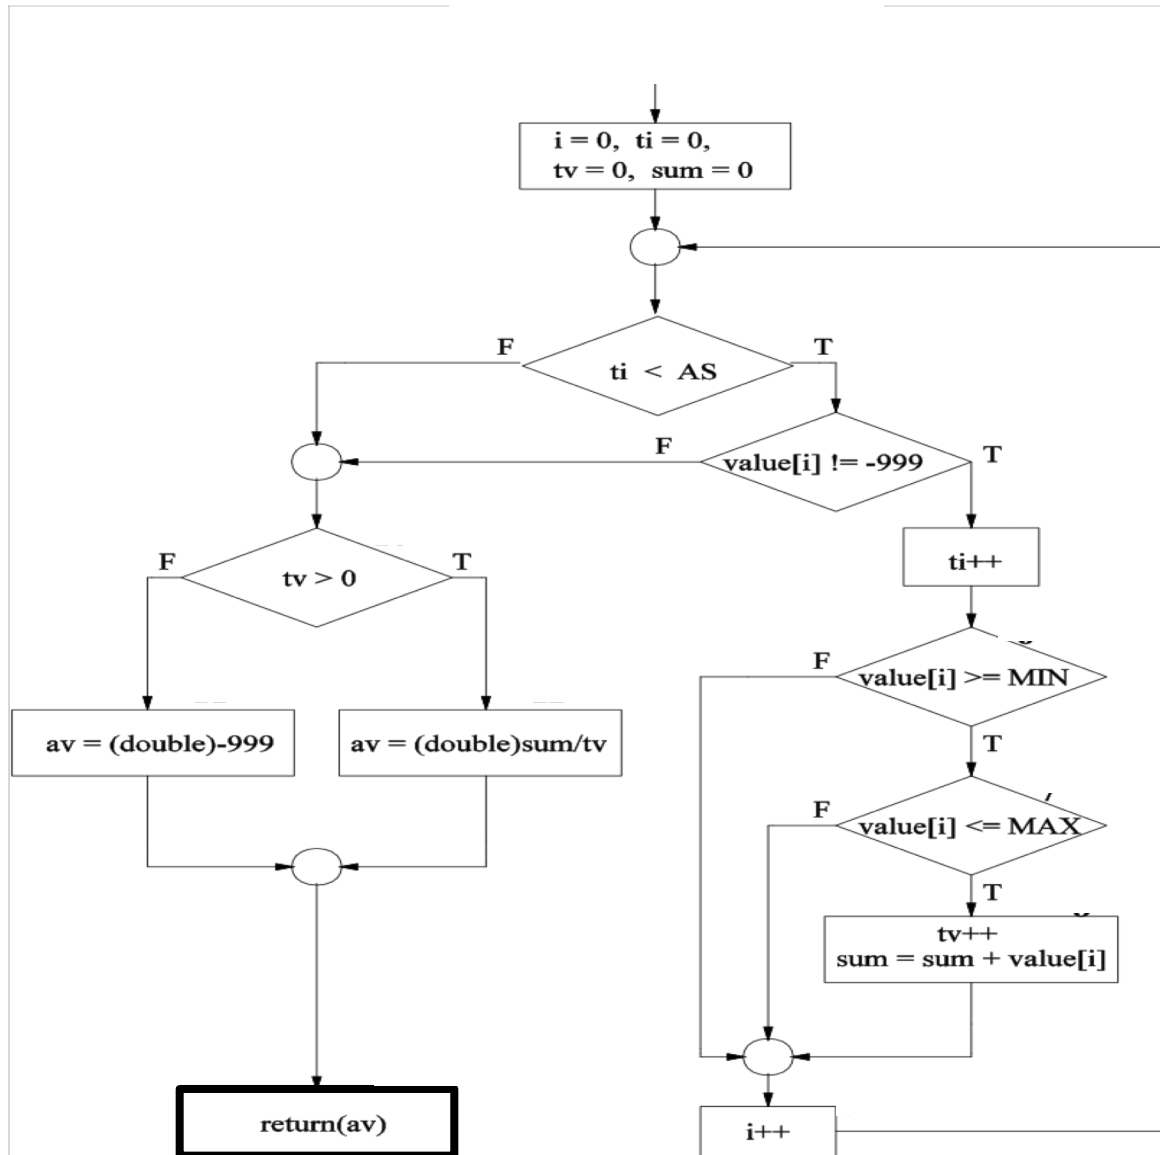 i = 0, ti = 0,
tv = 0, sum = 0
F
T
ti < AS
F
value[i] != -999
T
ti++
F
tv > 0
T
F
value[i] >= MIN
T
av = (double)-999
av = (double)sum/tv
F
value[i] <= MAX
T
tv++
sum = sum + value[i]
return(av)
i++